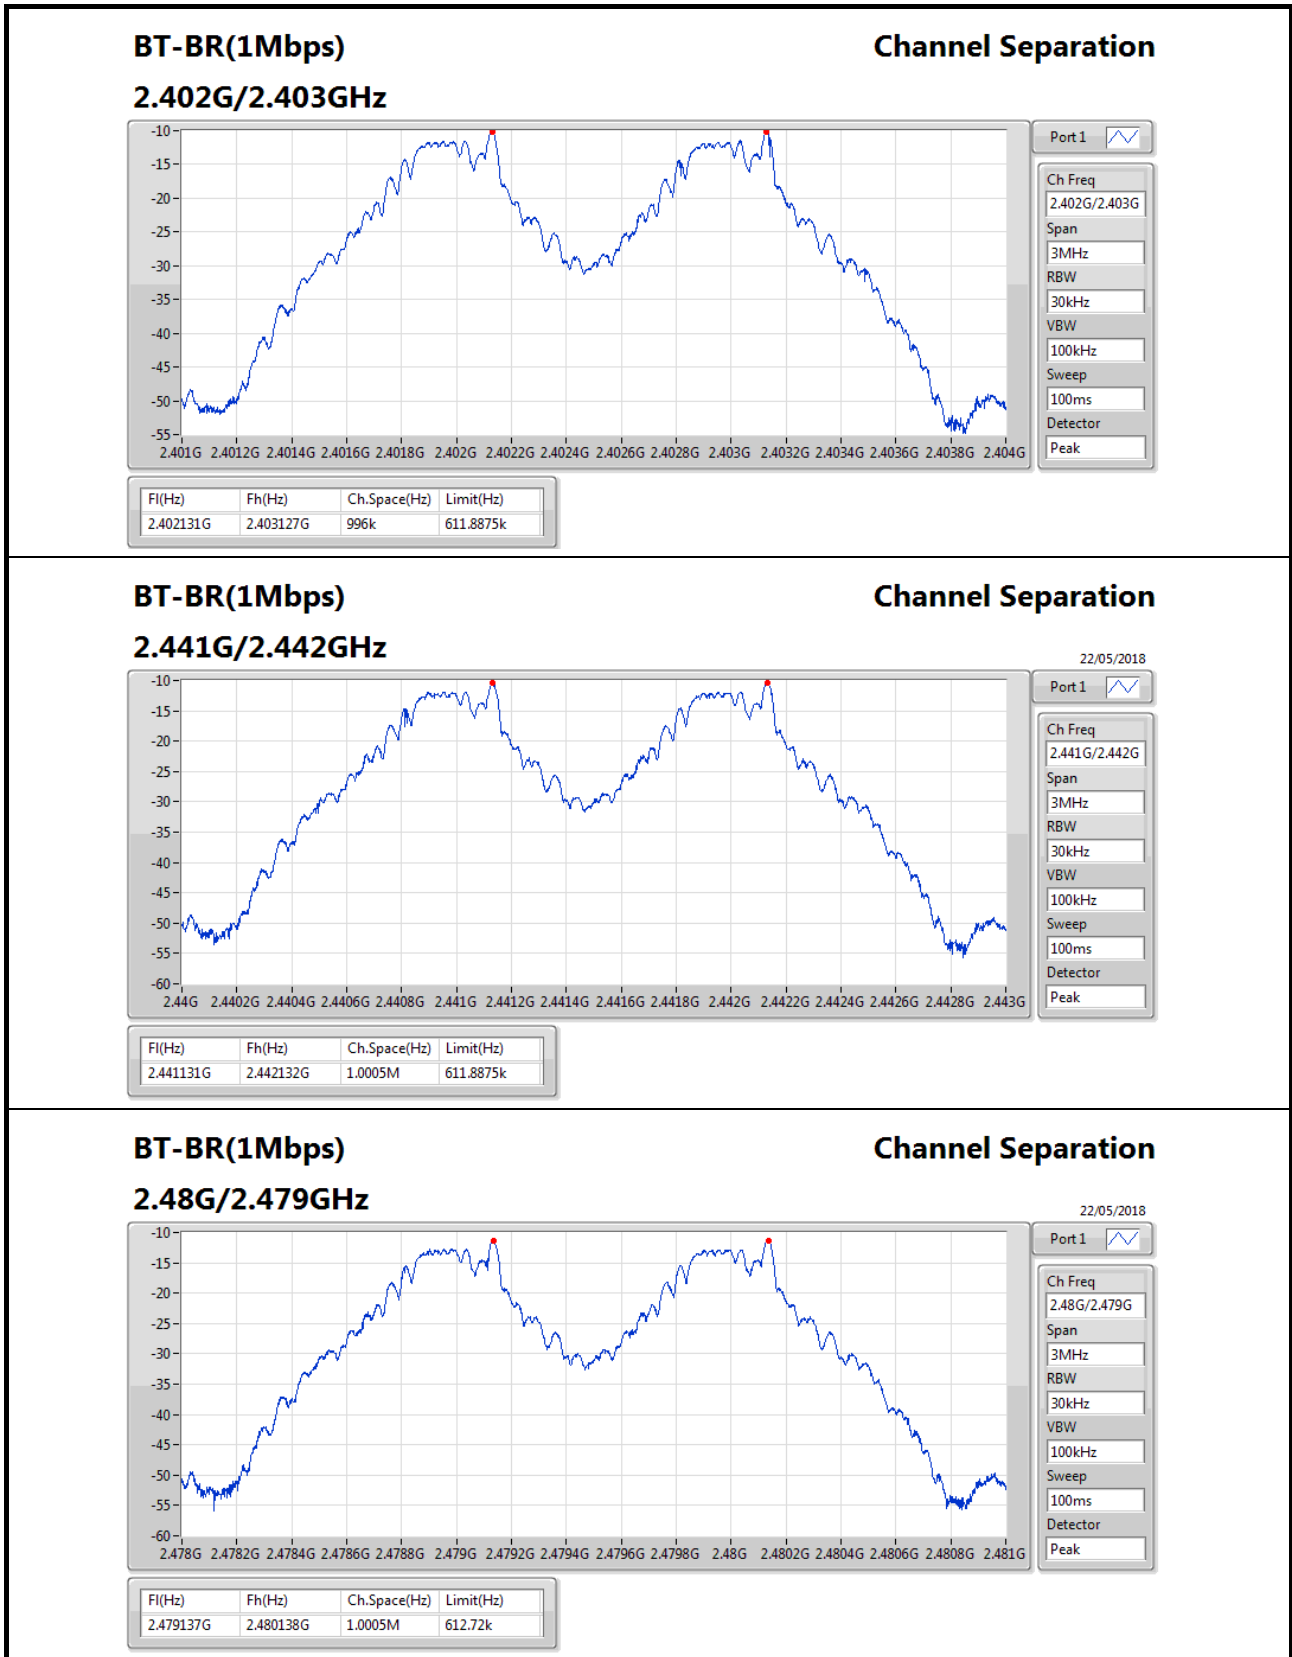 BT-BR(1Mbps) Channel Separation
2.402G/2.403GHz
Port 1
-10
-15
-20
-25
-30
-35
-40
-45
-50
-55
2.401G 2.4012G 2.4014G 2.4016G 2.4018G 2.402G 2.4022G 2.4024G 2.4026G 2.4028G 2.403G 2.4032G 2.4034G 2.4036G 2.4038G 2.404G
Ch Freq
2.402G/2.403G
Span
3MHz
RBW
30kHz
VBW
100kHz
Sweep
100ms
Detector
Peak
Fl(Hz) Fh(Hz) Ch.Space(Hz) Limit(Hz)
2.402131G 2.403127G 996k 611.8875k
BT-BR(1Mbps) Channel Separation
2.441G/2.442GHz
22/05/2018
Port 1
-10
-15
-20
-25
-30
-35
-40
-45
-50
-55
-60
2.44G 2.4402G 2.4404G 2.4406G 2.4408G 2.441G 2.4412G 2.4414G 2.4416G 2.4418G 2.442G 2.4422G 2.4424G 2.4426G 2.4428G 2.443G
Ch Freq
2.441G/2.442G
Span
3MHz
RBW
30kHz
VBW
100kHz
Sweep
100ms
Detector
Peak
Fl(Hz) Fh(Hz) Ch.Space(Hz) Limit(Hz)
2.441131G 2.442132G 1.0005M 611.8875k
BT-BR(1Mbps) Channel Separation
2.48G/2.479GHz
22/05/2018
Port 1
-10
-15
-20
-25
-30
-35
-40
-45
-50
-55
-60
2.478G 2.4782G 2.4784G 2.4786G 2.4788G 2.479G 2.4792G 2.4794G 2.4796G 2.4798G 2.48G 2.4802G 2.4804G 2.4806G 2.4808G 2.481G
Ch Freq
2.48G/2.479G
Span
3MHz
RBW
30kHz
VBW
100kHz
Sweep
100ms
Detector
Peak
Fl(Hz) Fh(Hz) Ch.Space(Hz) Limit(Hz)
2.479137G 2.480138G 1.0005M 612.72k